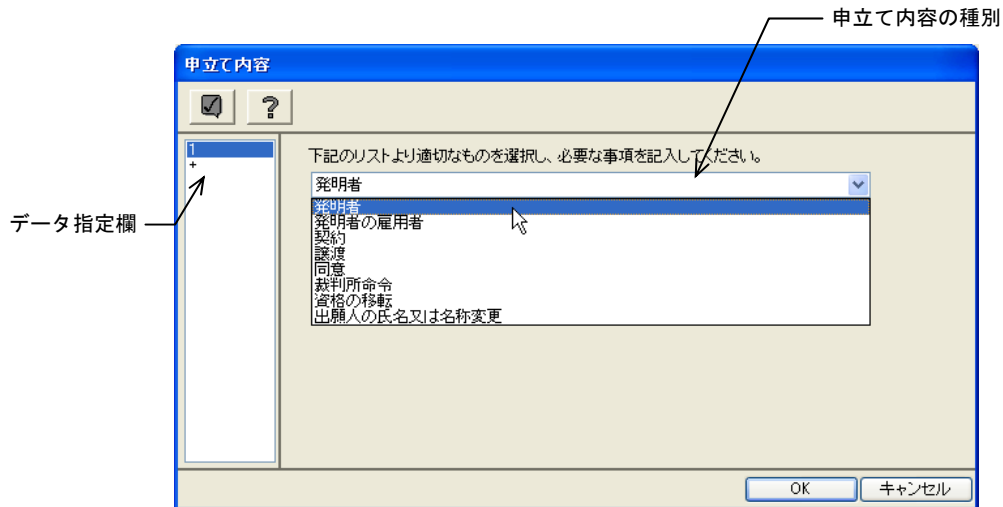 申立て内容の種別
申立て内容
?
1
+
下記のリストより適切なものを選択し、必要な事項を記入してください。
発明者
発明者
発明者の雇用者
契約
譲渡
同意
裁判所命令
資格の移転
出願人の氏名又は名称変更
データ指定欄
OK
キャンセル